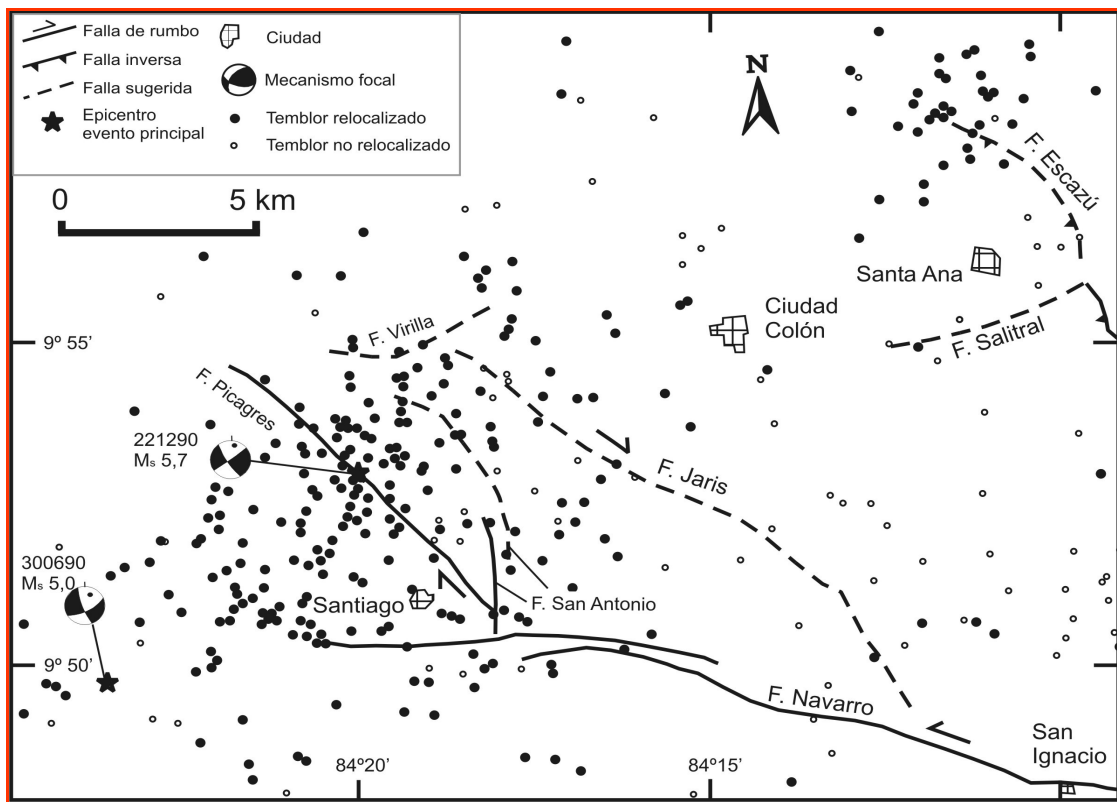 Falla de rumbo
Falla inversa
Falla sugerida
Epicentro
evento principal
Ciudad
Mecanismo focal
Temblor relocalizado
Temblor no relocalizado
0 5 km
N
F. Escazú
Santa Ana
Ciudad
Colón
F. Salitral
9° 55'
F. Virilla
F. Picagres
221290
Ms 5,7
F. Jaris
300690
Ms 5,0
Santiago
F. San Antonio
9° 50'
F. Navarro
San
Ignacio
84°20'
84°15'